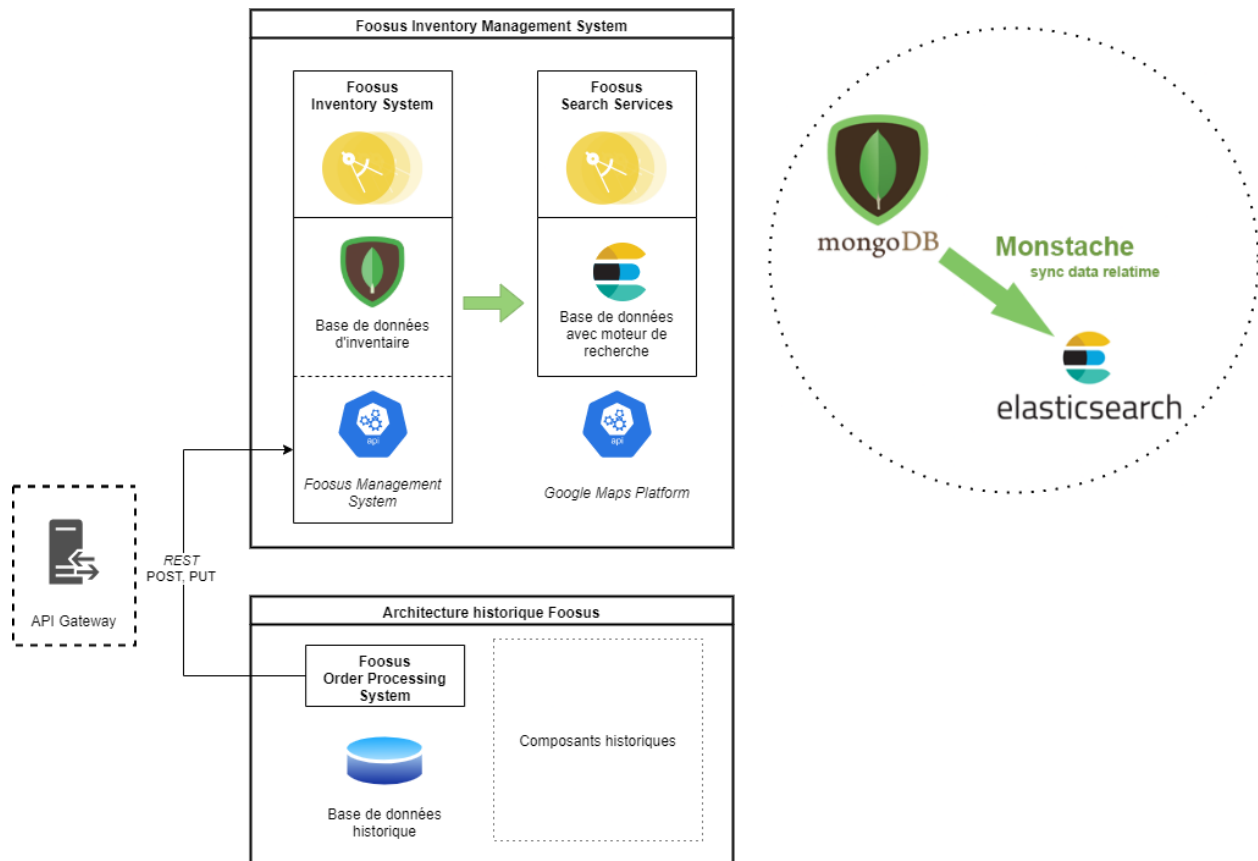 Foosus Inventory Management System
Foosus
Inventory System
Foosus
Search Services
Base de données
d'inventaire
Base de données
avec moteur de
recherche
api
Foosus Management
System
api
Google Maps Platform
mongoDB
Monstache
sync data relatime
elasticsearch
API Gateway
REST
POST, PUT
Architecture historique Foosus
Foosus
Order Processing
System
Base de données
historique
Composants historiques